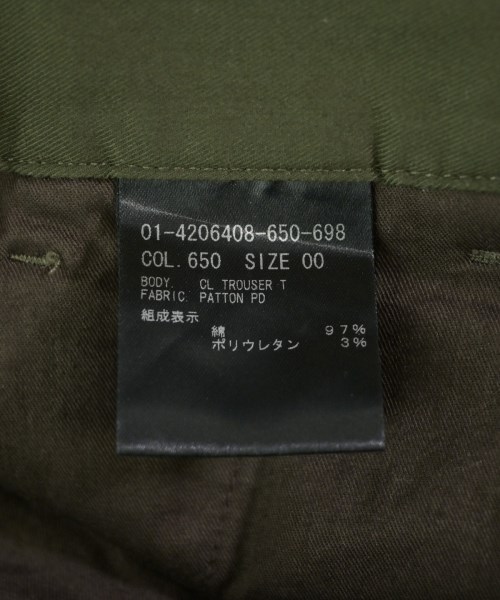 01-4206408-650-698
COL. 650 SIZE 00
BODY. CL TROUSER T
FABRIC. PATTON PD
組成表示
綿 97%
ポリウレタン 3%